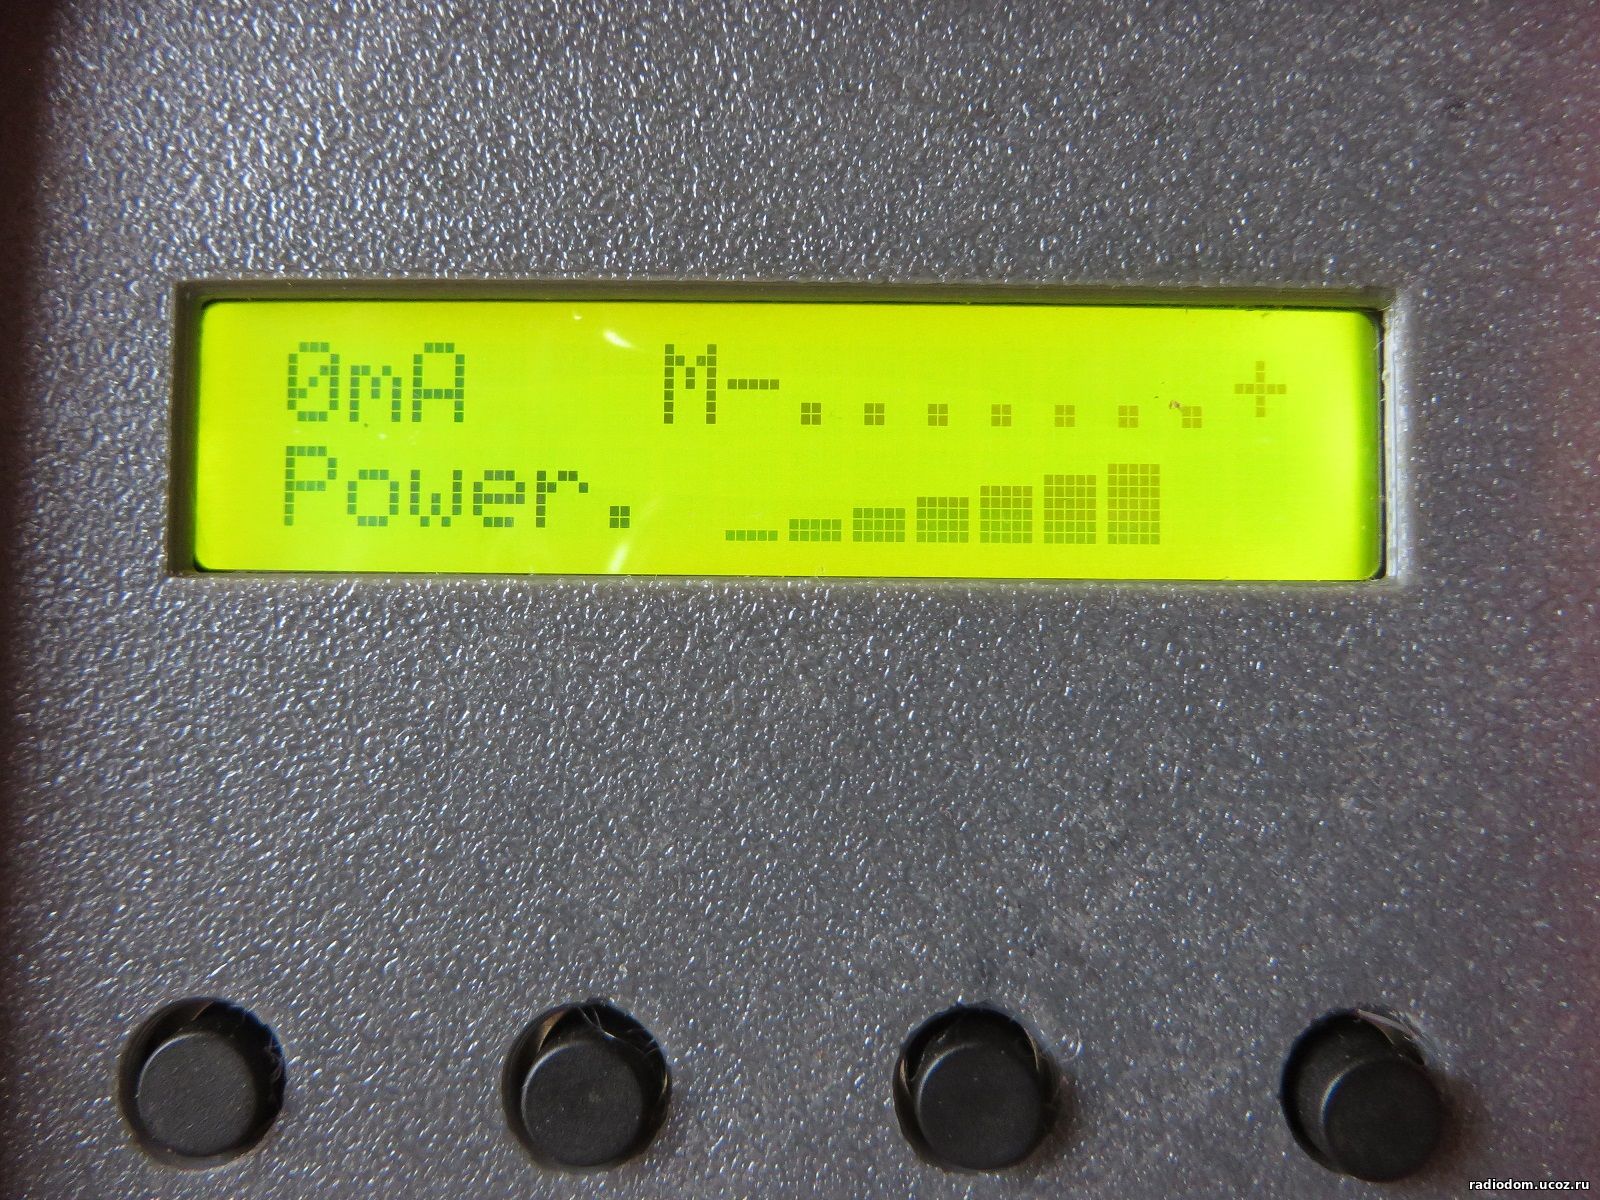 0mA M-.......+
Power.
radiodom.ucoz.ru